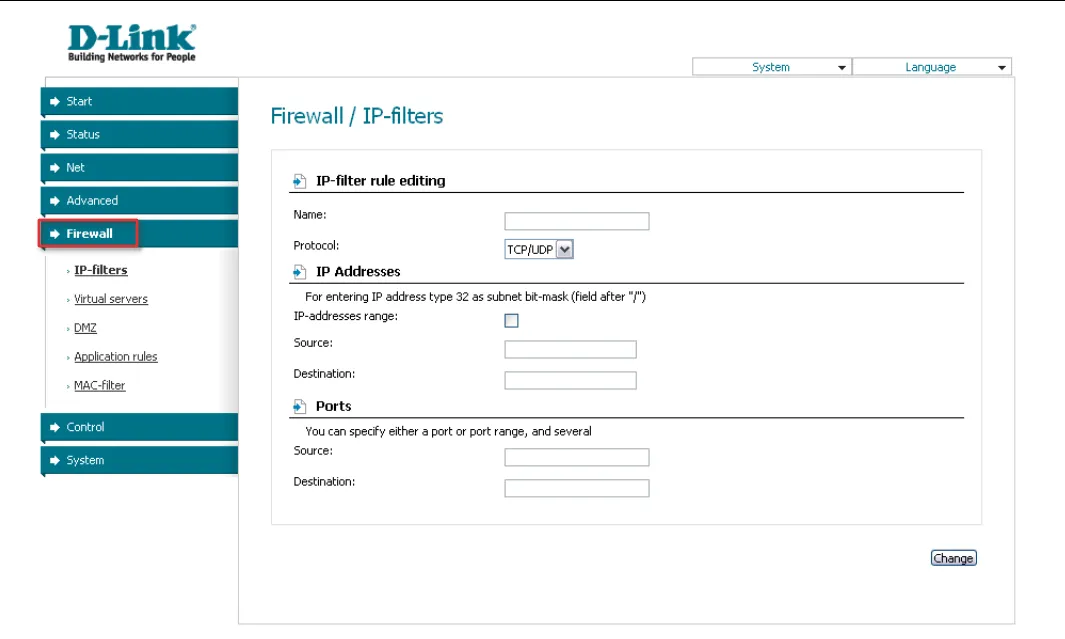 D-Link
Building Networks for People
System
Language
Start
Status
Net
Advanced
Firewall
IP-filters
Virtual servers
DMZ
Application rules
MAC-filter
Control
System
Firewall / IP-filters
IP-filter rule editing
Name:
Protocol:
TCP/UDP
IP Addresses
For entering IP address type 32 as subnet bit-mask (field after "/")
IP-addresses range:
Source:
Destination:
Ports
You can specify either a port or port range, and several
Source:
Destination:
Change